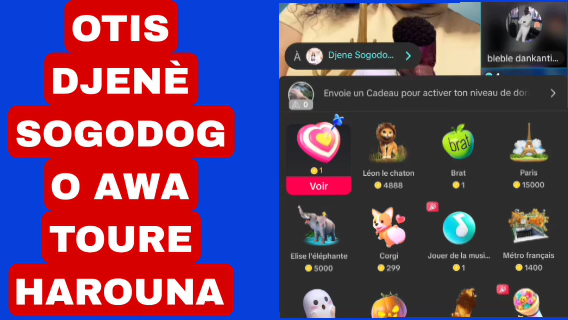 OTIS
DJENÈ
SOGODOG
O AWA
TOURE
HAROUNA
À Djene Sogodo...
bieble dankanti...
0
Envoie un Cadeau pour activer ton niveau de do
1
Voir
Léon le chaton
4888
brat
Brat
1
Paris
15000
Elise l'éléphante
5000
Corgi
299
Jouer de la musi...
1
Métro français
1400